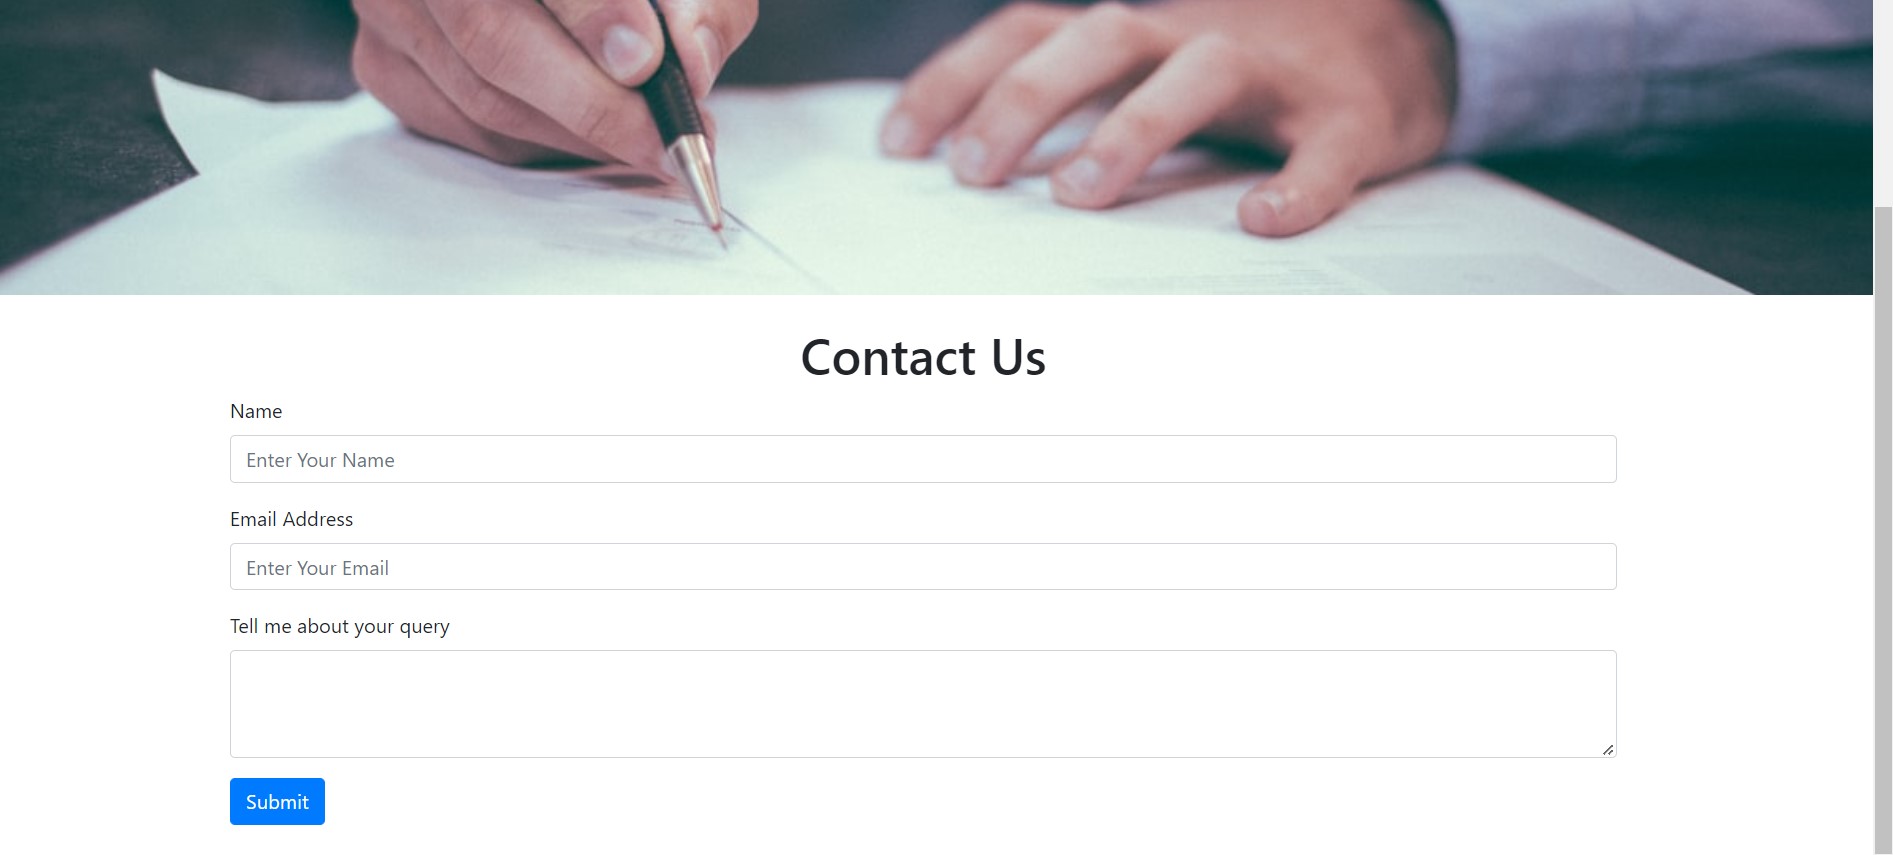 Contact Us
Name
Enter Your Name
Email Address
Enter Your Email
Tell me about your query
Submit